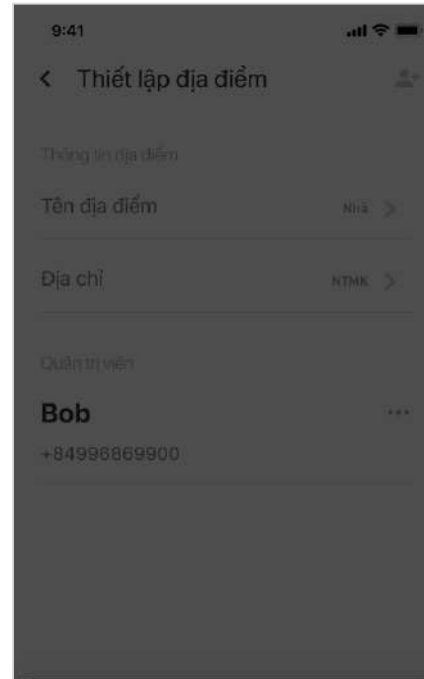 9:41
Thiết lập địa điểm
Thông tin địa điểm
Tên địa điểm Nhà
Địa chỉ NTMK
Quản trị viên
Bob
+84996869900